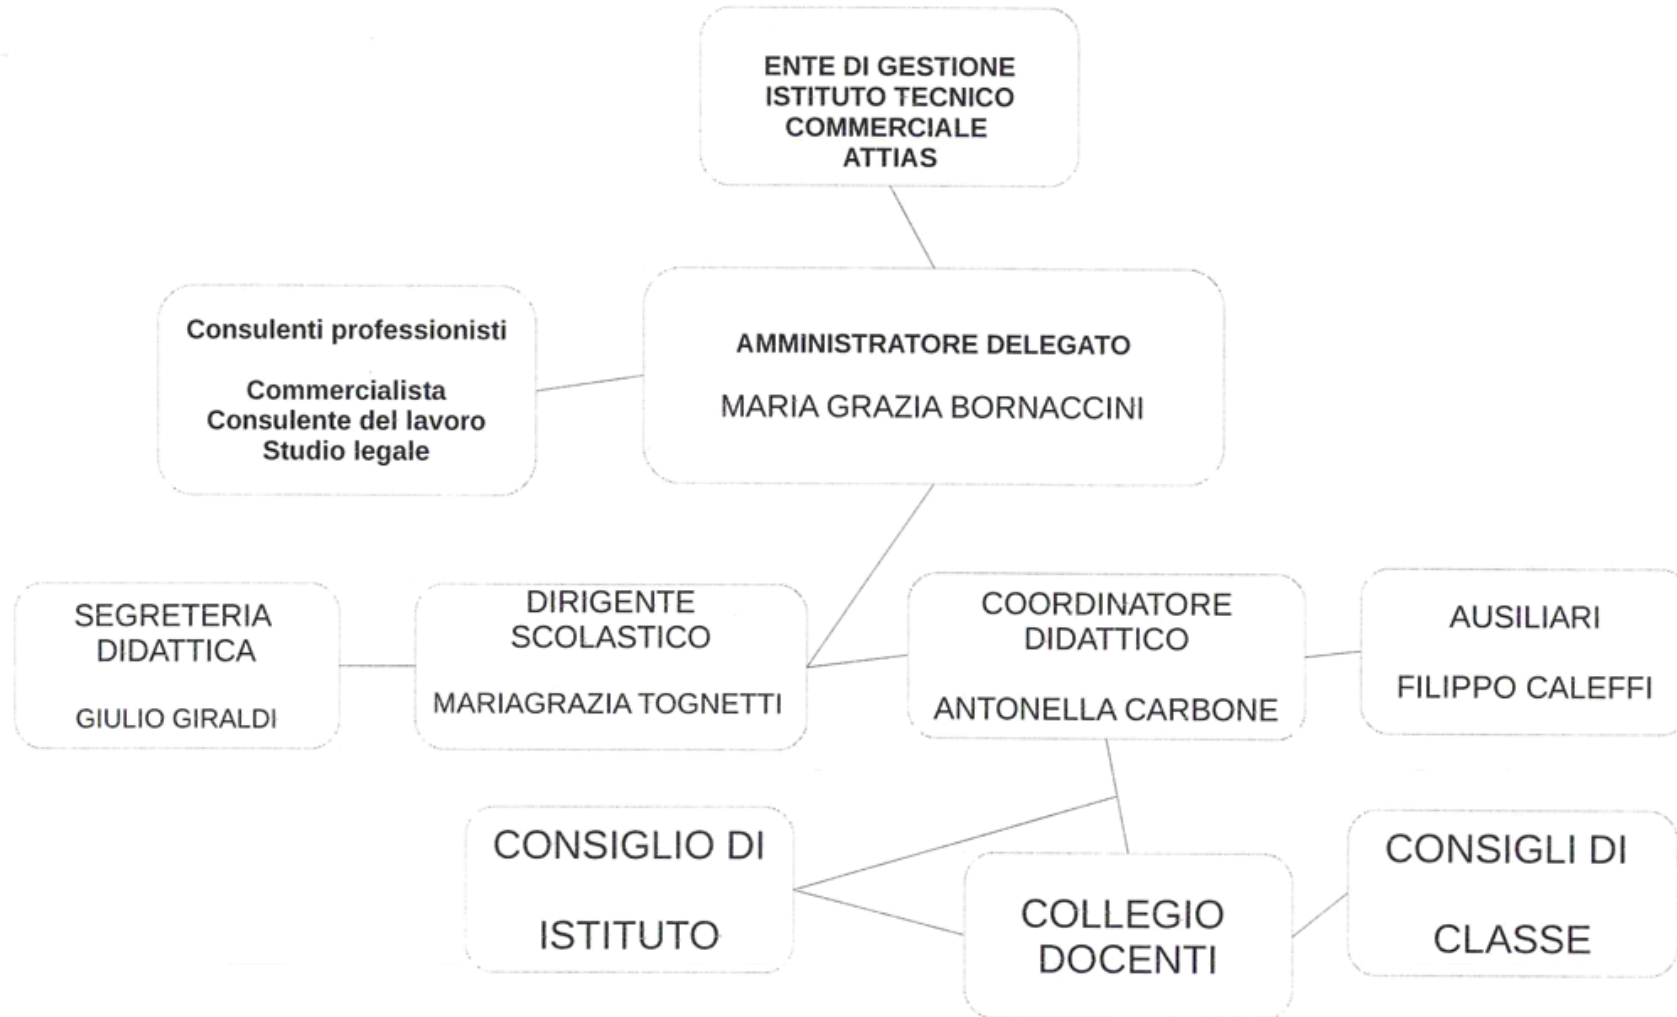 ENTE DI GESTIONE
ISTITUTO TECNICO
COMMERCIALE
ATTIAS
Consulenti professionisti
Commercialista
Consulente del lavoro
Studio legale
AMMINISTRATORE DELEGATO
MARIA GRAZIA BORNACCINI
SEGRETERIA
DIDATTICA
GIULIO GIRALDI
DIRIGENTE
SCOLASTICO
MARIAGRAZIA TOGNETTI
COORDINATORE
DIDATTICO
ANTONELLA CARBONE
AUSILIARI
FILIPPO CALEFFI
CONSIGLIO DI
ISTITUTO
COLLEGIO
DOCENTI
CONSIGLI DI
CLASSE